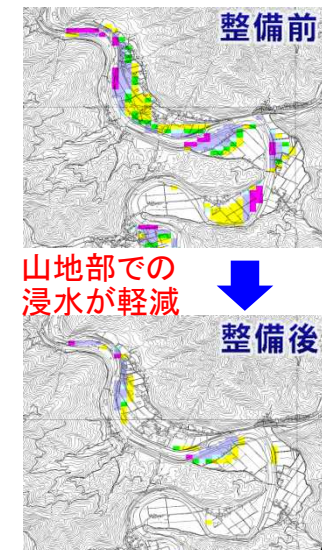 整備前
山地部での
浸水が軽減
整備後